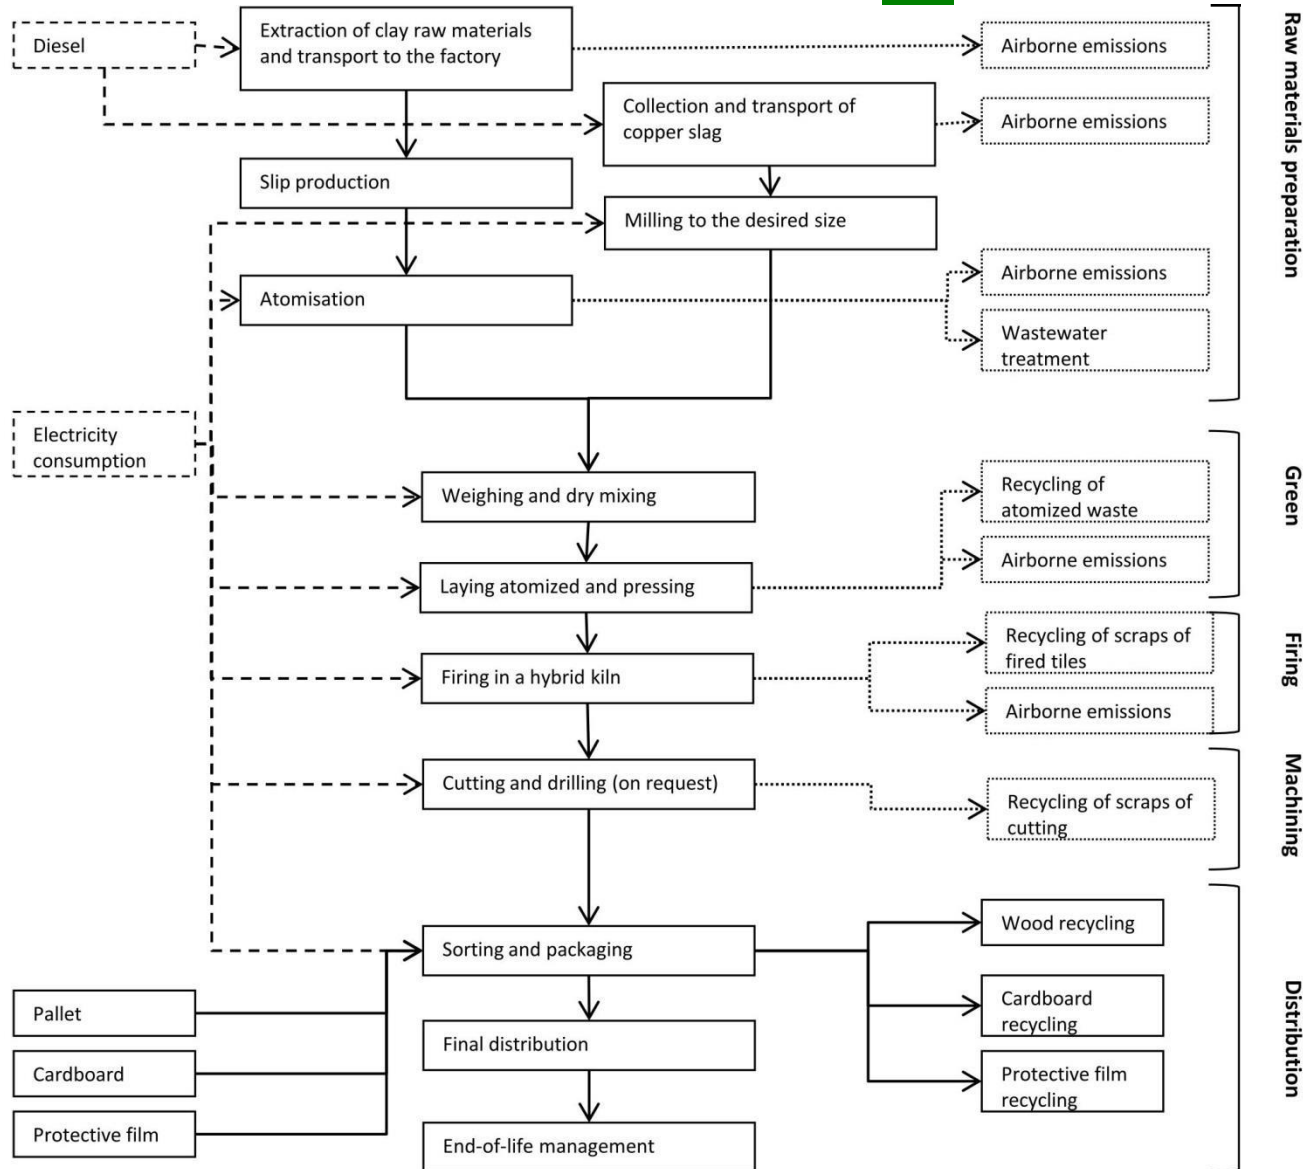 Diesel
Extraction of clay raw materials
and transport to the factory
Airborne emissions
Collection and transport of
copper slag
Airborne emissions
Slip production
Milling to the desired size
Atomisation
Airborne emissions
Wastewater
treatment
Raw materials preparation
Electricity
consumption
Weighing and dry mixing
Recycling of
atomized waste
Laying atomized and pressing
Airborne emissions
Green
Firing in a hybrid kiln
Recycling of scraps of
fired tiles
Airborne emissions
Firing
Cutting and drilling (on request)
Recycling of scraps of
cutting
Machining
Sorting and packaging
Wood recycling
Pallet
Cardboard
recycling
Final distribution
Cardboard
Protective film
recycling
Protective film
End-of-life management
Distribution